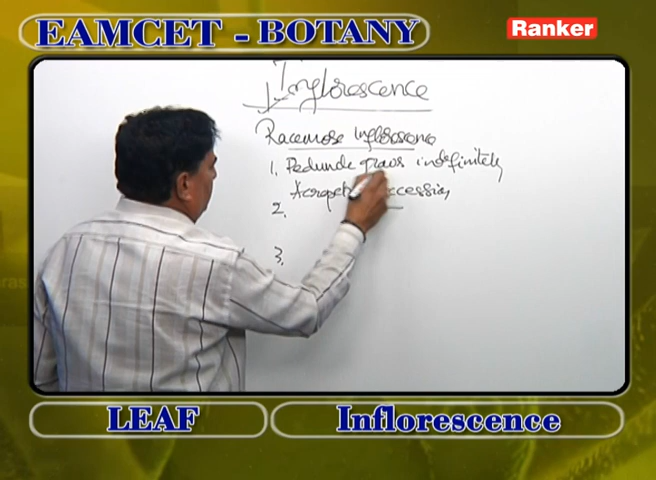 EAMCET - BOTANY
Ranker
Inflorescence
Racemose Inflorescence
1. Peduncle grows indefinitely
2.
3.
LEAF
Inflorescence